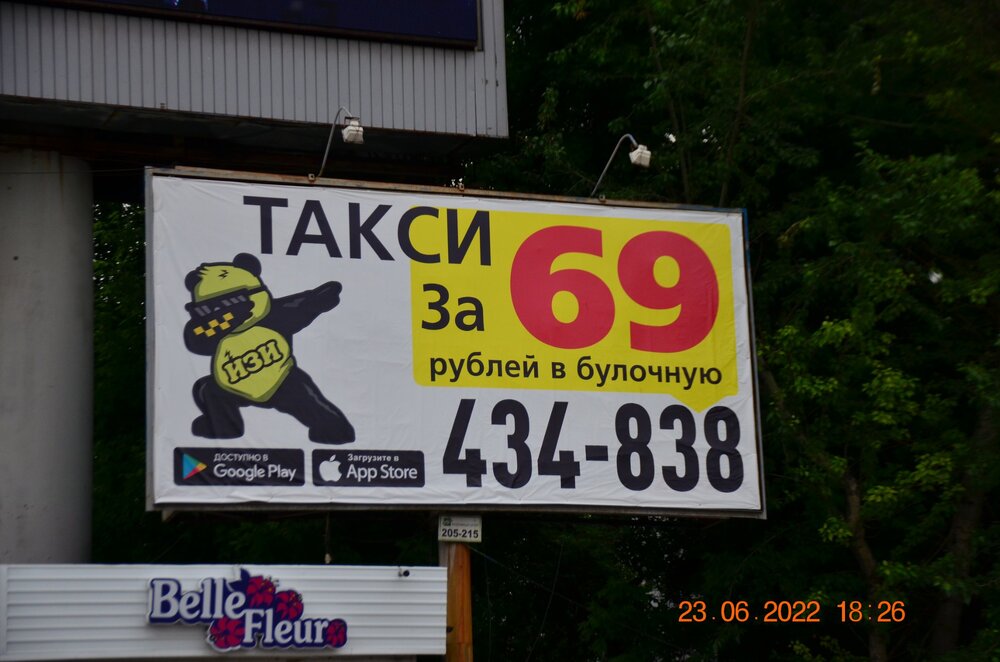 ТАКСИ
За 69
рублей в булочную
ЙЗИ
434-838
ДОСТУПНО В
Google Play
Загрузите в
App Store
205-215
Belle
Fleur
23.06.2022 18:26